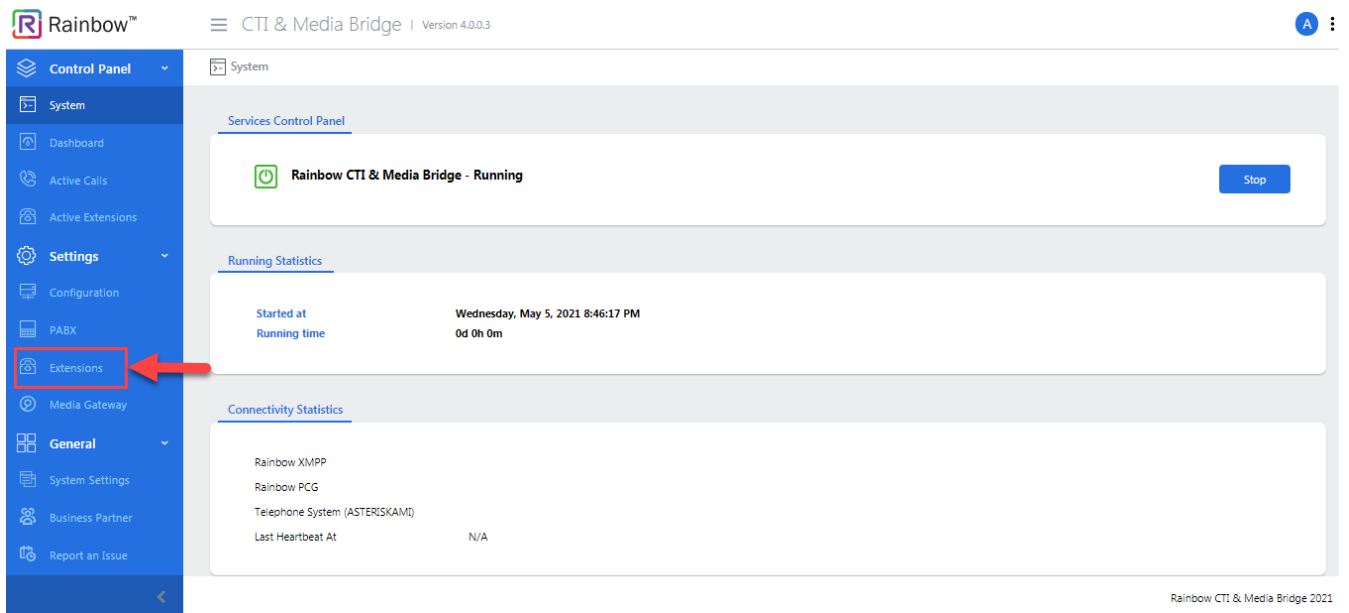 Rainbow™
CTI & Media Bridge | Version 4.0.0.3
A
Control Panel
System
Dashboard
Active Calls
Active Extensions
Settings
Configuration
PABX
Extensions
Media Gateway
General
System Settings
Business Partner
Report an Issue
System
Services Control Panel
Rainbow CTI & Media Bridge - Running
Stop
Running Statistics
Started at Wednesday, May 5, 2021 8:46:17 PM
Running time 0d 0h 0m
Connectivity Statistics
Rainbow XMPP
Rainbow PCG
Telephone System (ASTERISKAMI)
Last Heartbeat At N/A
Rainbow CTI & Media Bridge 2021